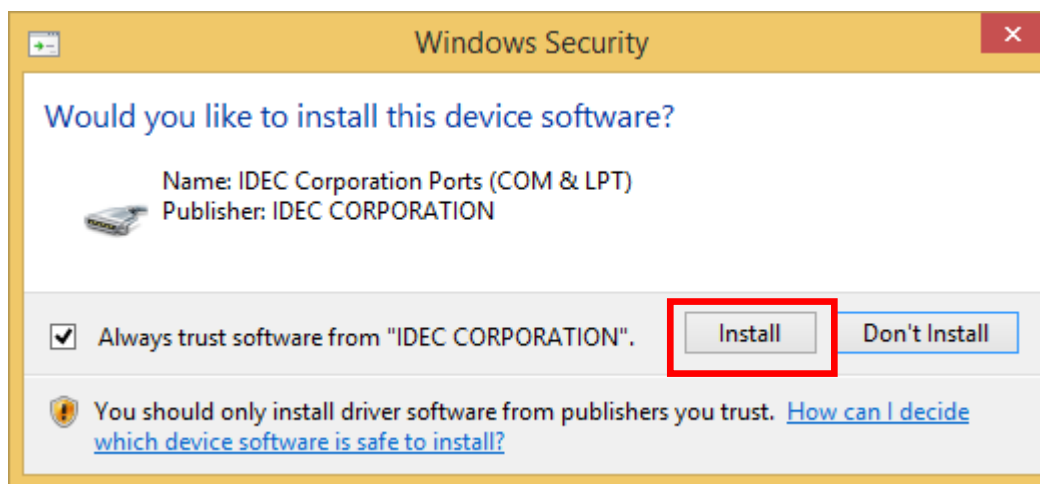 Windows Security
Would you like to install this device software?
Name: IDEC Corporation Ports (COM & LPT)
Publisher: IDEC CORPORATION
Always trust software from "IDEC CORPORATION".
Install
Don't Install
You should only install driver software from publishers you trust. How can I decide
which device software is safe to install?